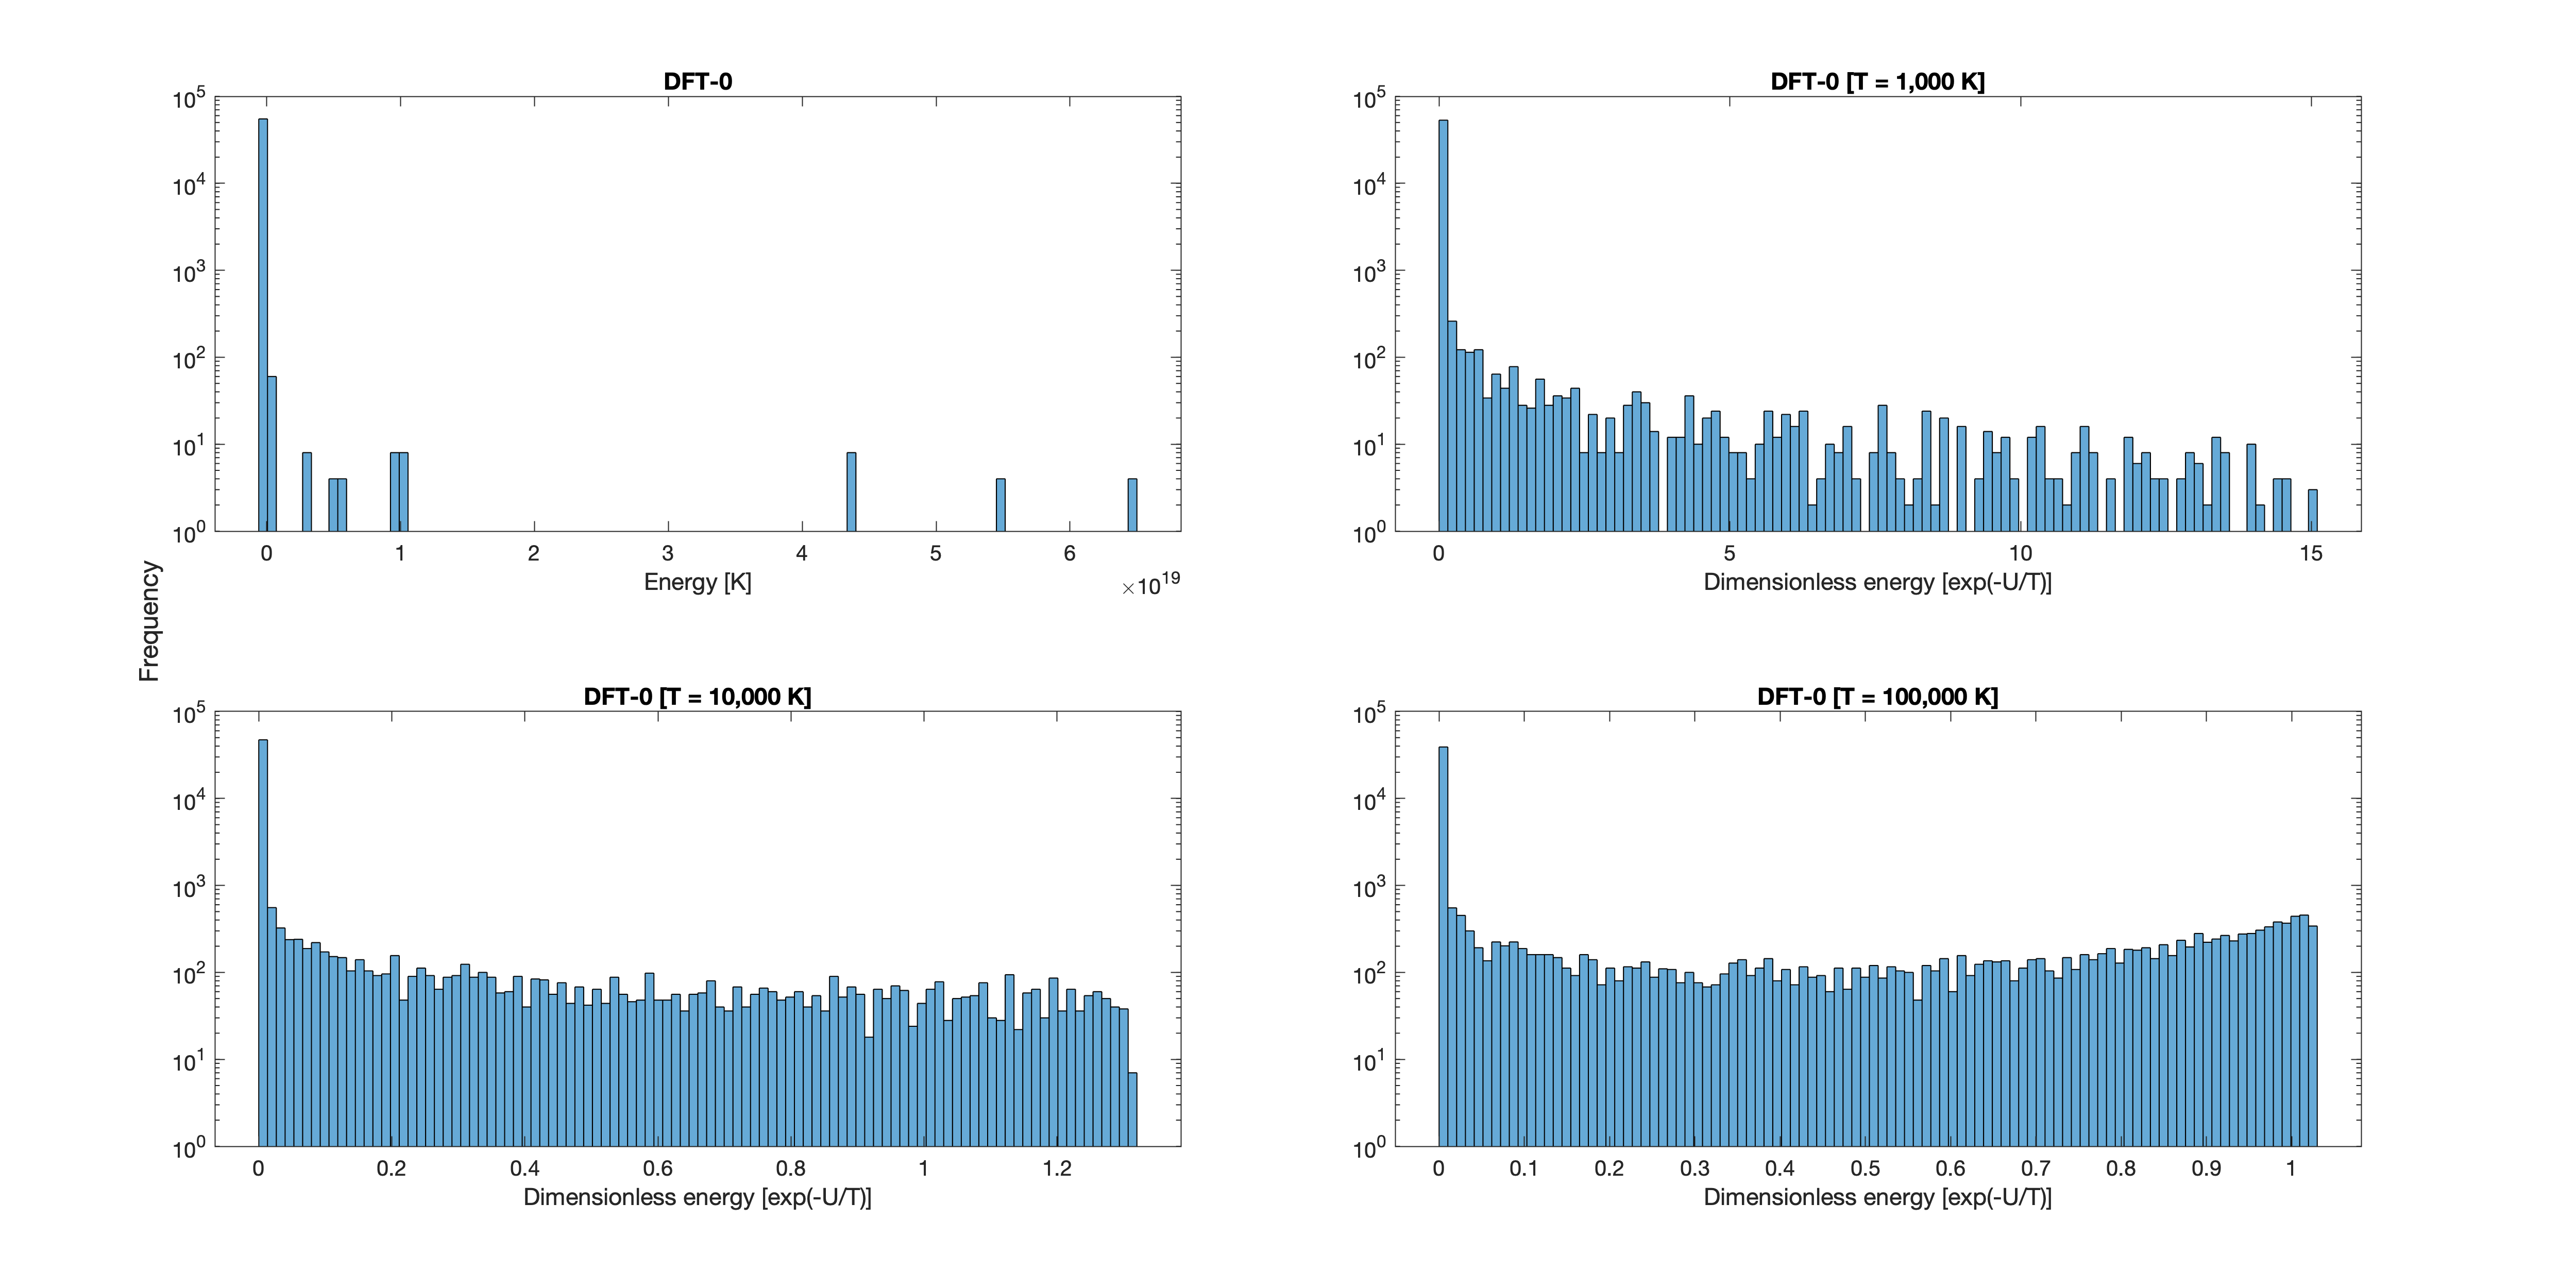 DFT-0
10^5
10^4
10^3
10^2
10^1
10^0
0 1 2 3 4 5 6
Energy [K]
×10^19
DFT-0 [T = 1,000 K]
10^5
10^4
10^3
10^2
10^1
10^0
0 5 10 15
Dimensionless energy [exp(-U/T)]
Frequency
DFT-0 [T = 10,000 K]
10^5
10^4
10^3
10^2
10^1
10^0
0 0.2 0.4 0.6 0.8 1 1.2
Dimensionless energy [exp(-U/T)]
DFT-0 [T = 100,000 K]
10^5
10^4
10^3
10^2
10^1
10^0
0 0.1 0.2 0.3 0.4 0.5 0.6 0.7 0.8 0.9 1
Dimensionless energy [exp(-U/T)]